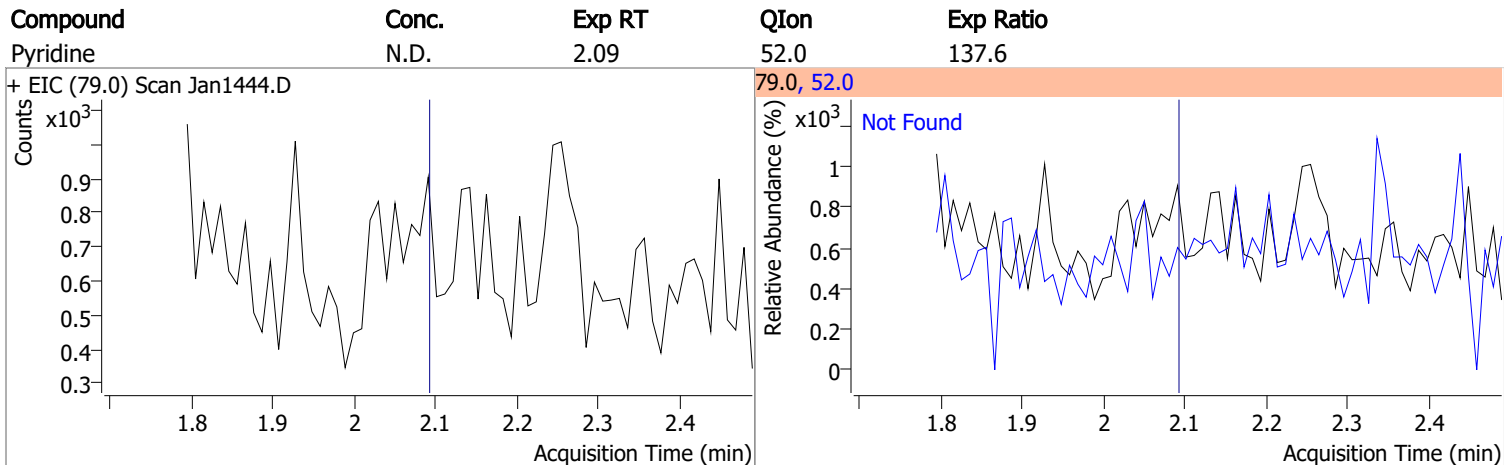 Compound Conc. Exp RT QIon Exp Ratio
Pyridine N.D. 2.09 52.0 137.6
+ EIC (79.0) Scan Jan1444.D
Counts
x10³
0.9
0.8
0.7
0.6
0.5
0.4
0.3
1.8 1.9 2 2.1 2.2 2.3 2.4
Acquisition Time (min)
79.0, 52.0
Relative Abundance (%)
x10³
Not Found
1
0.8
0.6
0.4
0.2
0
1.8 1.9 2 2.1 2.2 2.3 2.4
Acquisition Time (min)